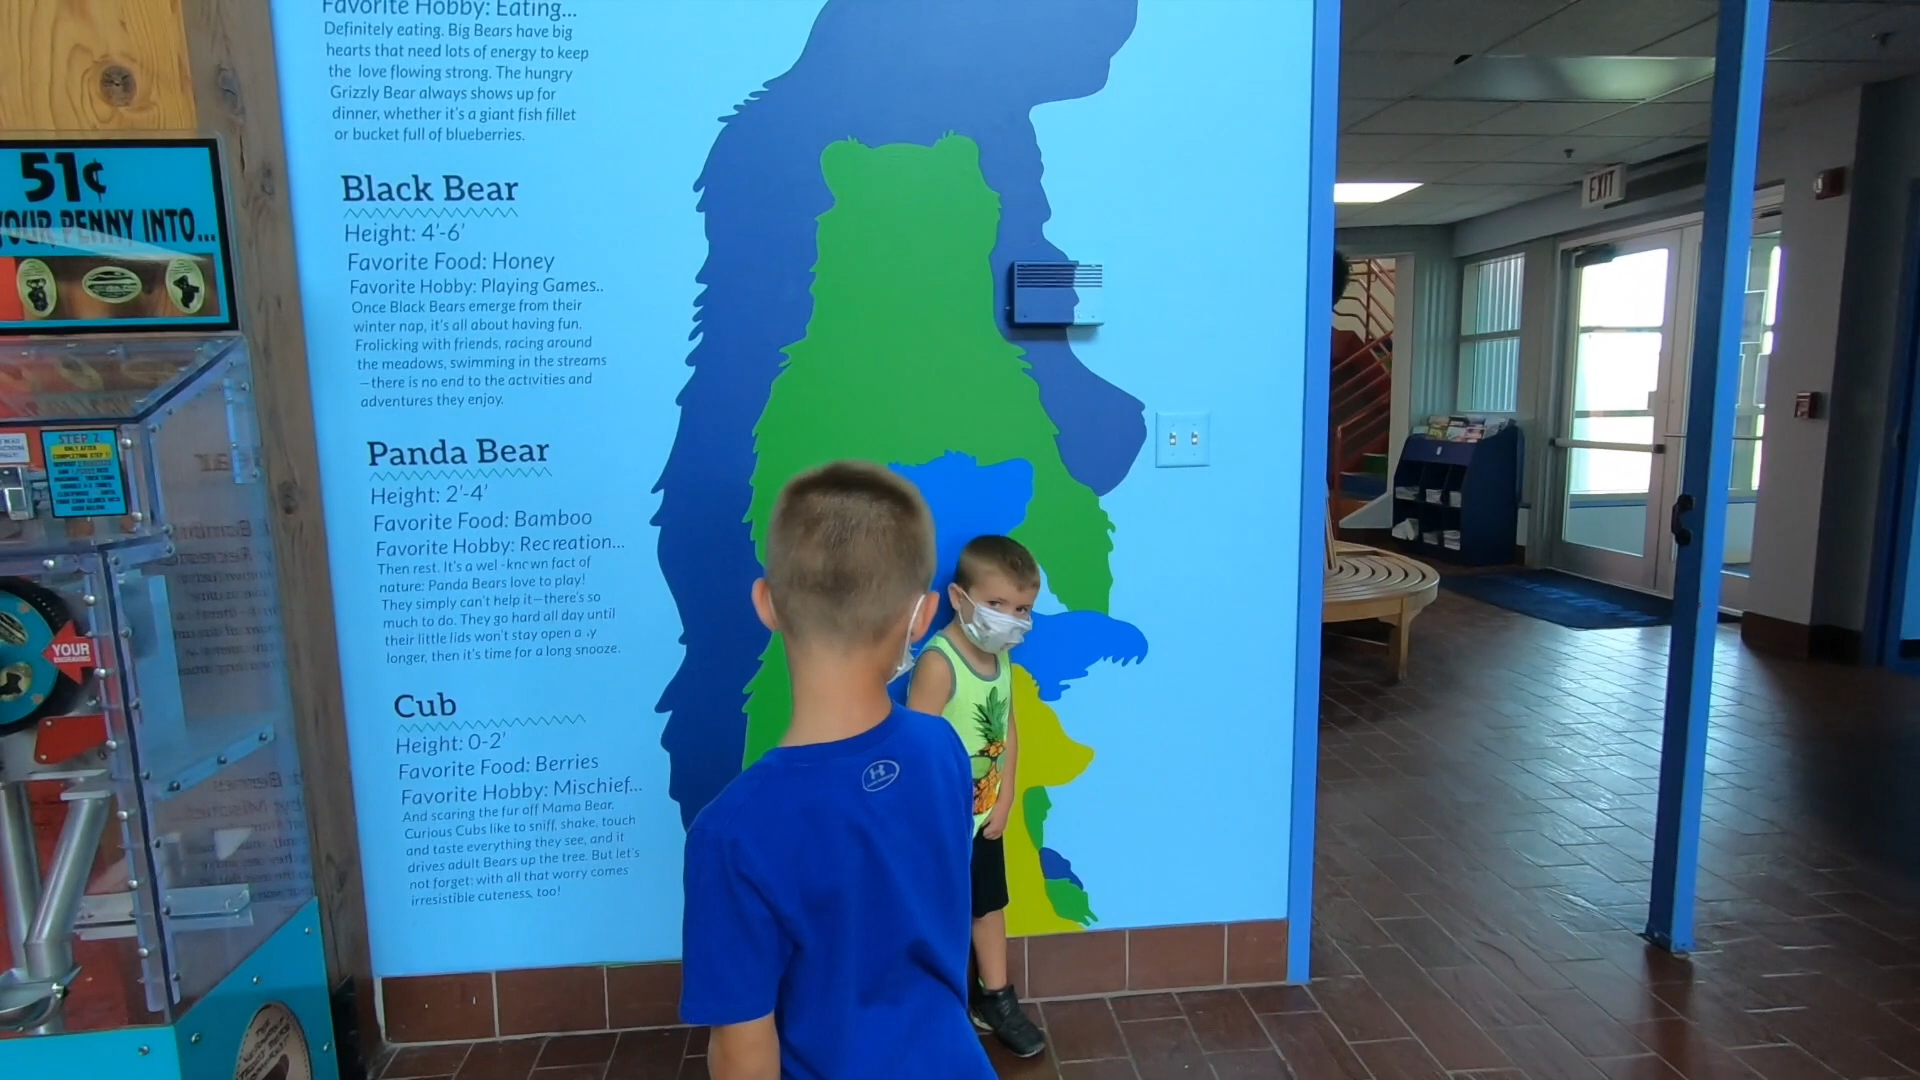 Favorite Hobby: Eating...
Definitely eating. Big Bears have big
hearts that need lots of energy to keep
the love flowing strong. The hungry
Grizzly Bear always shows up for
dinner, whether it's a giant fish fillet
or bucket full of blueberries.
Black Bear
Height: 4'-6'
Favorite Food: Honey
Favorite Hobby: Playing Games..
Once Black Bears emerge from their
winter nap, it's all about having fun.
Frolicking with friends, racing around
the meadows, swimming in the streams
—there is no end to the activities and
adventures they enjoy.
Panda Bear
Height: 2'-4'
Favorite Food: Bamboo
Favorite Hobby: Recreation...
Then rest. It's a wel -known fact of
nature: Panda Bears love to play!
They simply can't help it—there's so
much to do. They go hard all day until
their little lids won't stay open a y
longer, then it's time for a long snooze.
Cub
Height: 0-2'
Favorite Food: Berries
Favorite Hobby: Mischief...
And scaring the fur off Mama Bear.
Curious Cubs like to sniff, shake, touch
and taste everything they see, and it
drives adult Bears up the tree. But let's
not forget: with all that worry comes
irresistible cuteness, too!
51¢
YOUR PENNY INTO...
STEP 2
ONLY AFTER
COMPLETING STEP 1
YOUR
ENGRAVING
EXIT